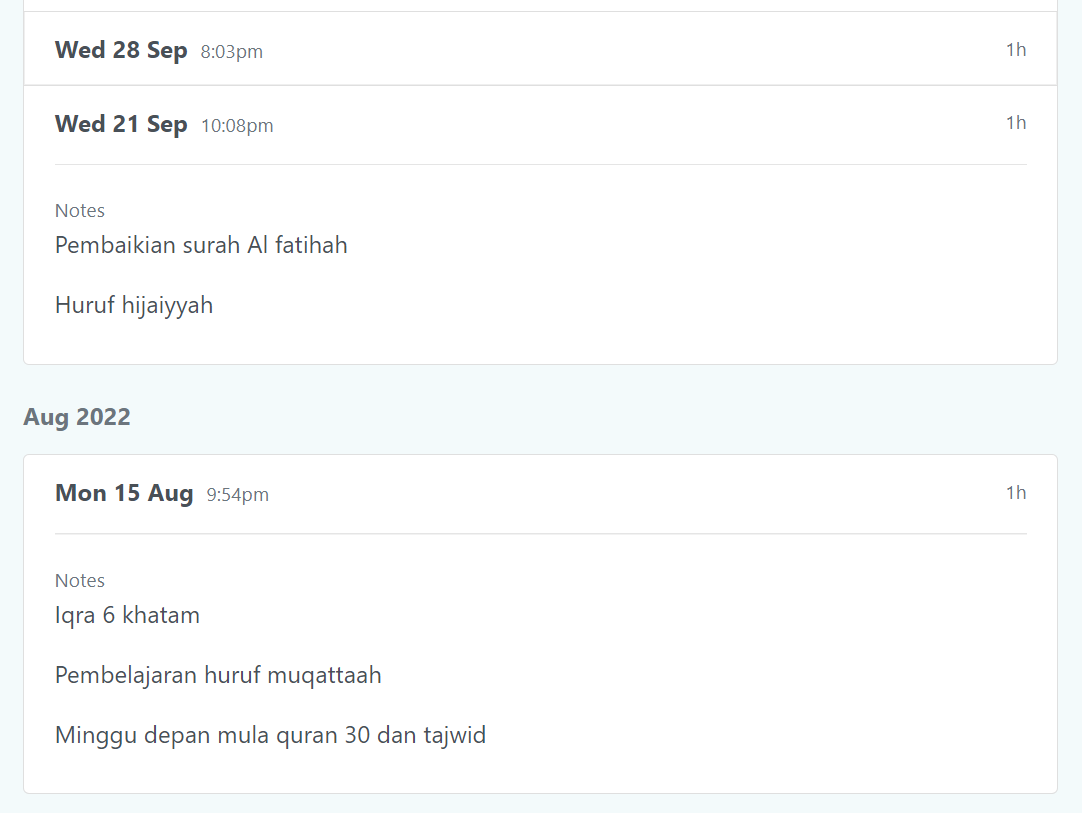 Wed 28 Sep 8:03pm 1h
Wed 21 Sep 10:08pm 1h
Notes
Pembaikian surah Al fatihah
Huruf hijaiyyah
Aug 2022
Mon 15 Aug 9:54pm 1h
Notes
Iqra 6 khatam
Pembelajaran huruf muqattaah
Minggu depan mula quran 30 dan tajwid